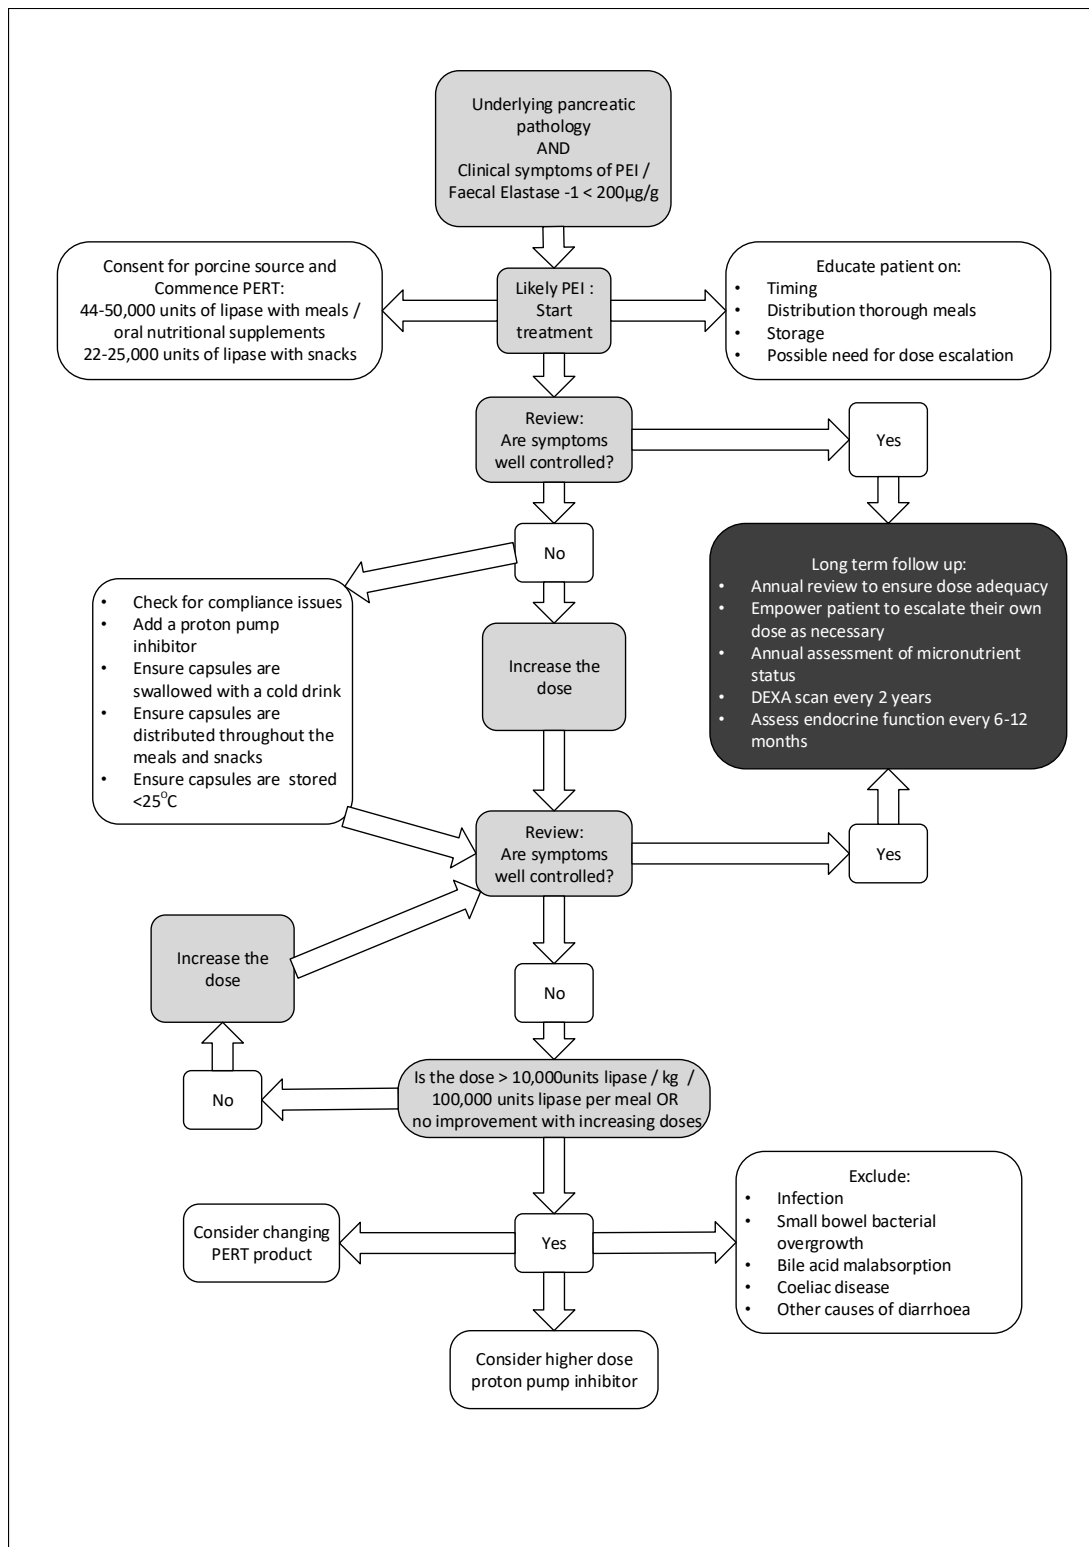 Underlying pancreatic
pathology
AND
Clinical symptoms of PEI /
Faecal Elastase -1 < 200µg/g
Consent for porcine source and
Commence PERT:
44-50,000 units of lipase with meals /
oral nutritional supplements
22-25,000 units of lipase with snacks
Likely PEI :
Start
treatment
Educate patient on:
• Timing
• Distribution thorough meals
• Storage
• Possible need for dose escalation
Review:
Are symptoms
well controlled?
Yes
No
Long term follow up:
• Annual review to ensure dose adequacy
• Empower patient to escalate their own
dose as necessary
• Annual assessment of micronutrient
status
• DEXA scan every 2 years
• Assess endocrine function every 6-12
months
• Check for compliance issues
• Add a proton pump
inhibitor
• Ensure capsules are
swallowed with a cold drink
• Ensure capsules are
distributed throughout the
meals and snacks
• Ensure capsules are stored
<25°C
Increase the
dose
Review:
Are symptoms
well controlled?
Yes
Increase the
dose
No
No
Is the dose > 10,000units lipase / kg /
100,000 units lipase per meal OR
no improvement with increasing doses
Consider changing
PERT product
Yes
Exclude:
• Infection
• Small bowel bacterial
overgrowth
• Bile acid malabsorption
• Coeliac disease
• Other causes of diarrhoea
Consider higher dose
proton pump inhibitor